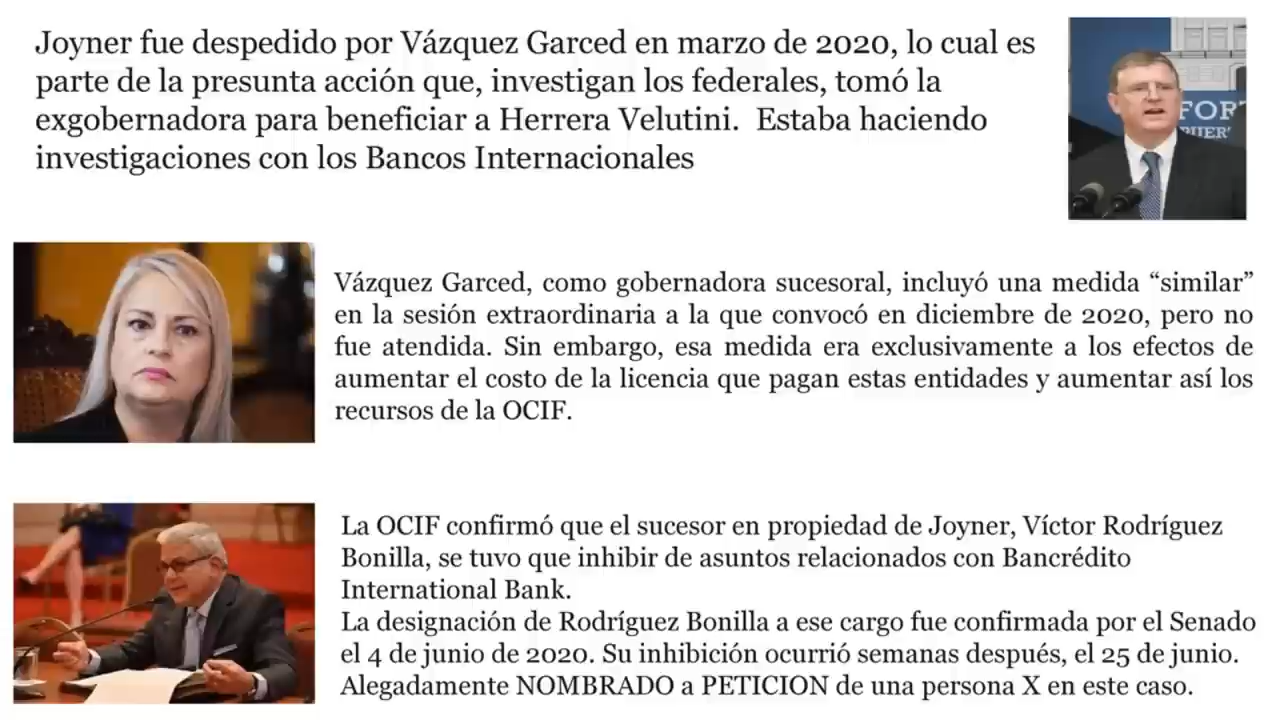 Joyner fue despedido por Vázquez Garced en marzo de 2020, lo cual es
parte de la presunta acción que, investigan los federales, tomó la
exgobernadora para beneficiar a Herrera Velutini.  Estaba haciendo
investigaciones con los Bancos Internacionales
FOR
PUER
Vázquez Garced, como gobernadora sucesoral, incluyó una medida “similar”
en la sesión extraordinaria a la que convocó en diciembre de 2020, pero no
fue atendida. Sin embargo, esa medida era exclusivamente a los efectos de
aumentar el costo de la licencia que pagan estas entidades y aumentar así los
recursos de la OCIF.
La OCIF confirmó que el sucesor en propiedad de Joyner, Víctor Rodríguez
Bonilla, se tuvo que inhibir de asuntos relacionados con Bancrédito
International Bank.
La designación de Rodríguez Bonilla a ese cargo fue confirmada por el Senado
el 4 de junio de 2020. Su inhibición ocurrió semanas después, el 25 de junio.
Alegadamente NOMBRADO a PETICION de una persona X en este caso.